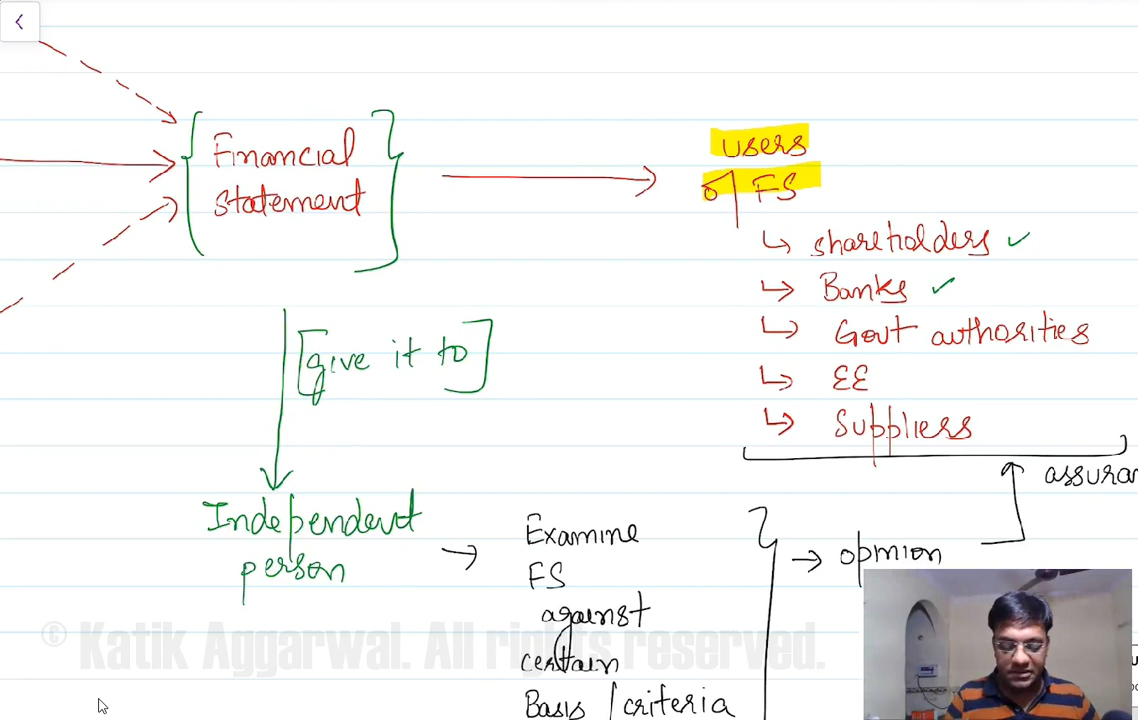 Financial
statement
users
of FS
shareholders
Banks
Govt authorities
EE
Suppliers
[give it to]
assuran
Independent
person
Examine
FS
against
certain
Basis / criteria
opinion
© Katik Aggarwal. All rights reserved.